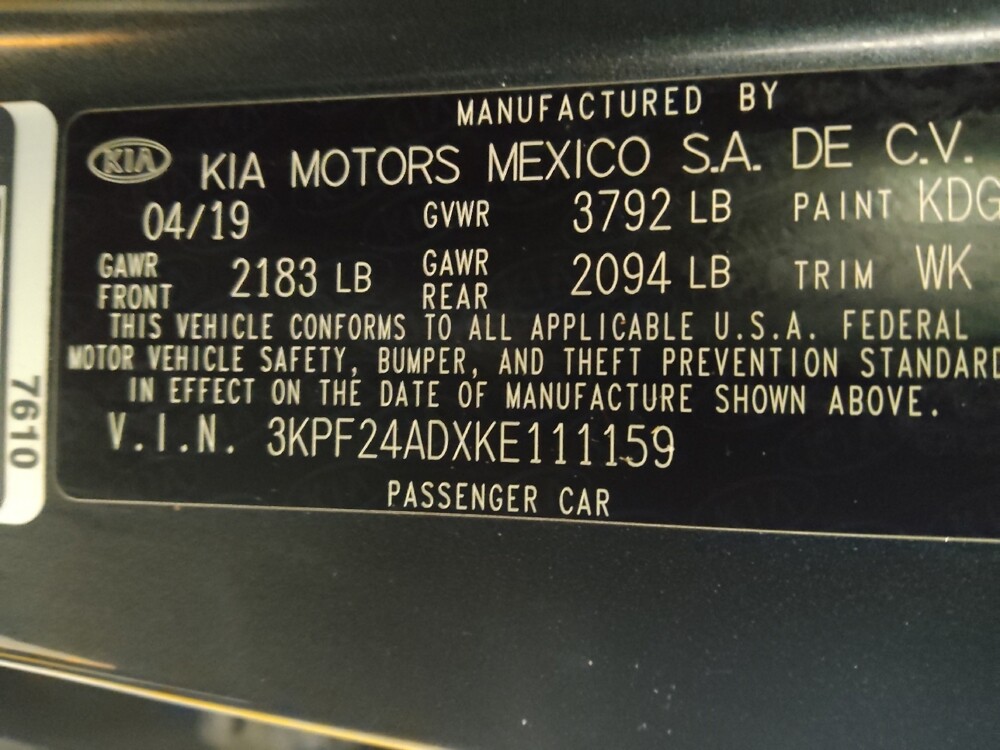 MANUFACTURED BY
KIA KIA MOTORS MEXICO S.A. DE C.V.
04/19 GVWR 3792 LB PAINT KDG
GAWR FRONT 2183 LB GAWR REAR 2094 LB TRIM WK
THIS VEHICLE CONFORMS TO ALL APPLICABLE U.S.A. FEDERAL
MOTOR VEHICLE SAFETY, BUMPER, AND THEFT PREVENTION STANDARD
IN EFFECT ON THE DATE OF MANUFACTURE SHOWN ABOVE.
V.I.N. 3KPF24ADXKE111159
PASSENGER CAR
7610